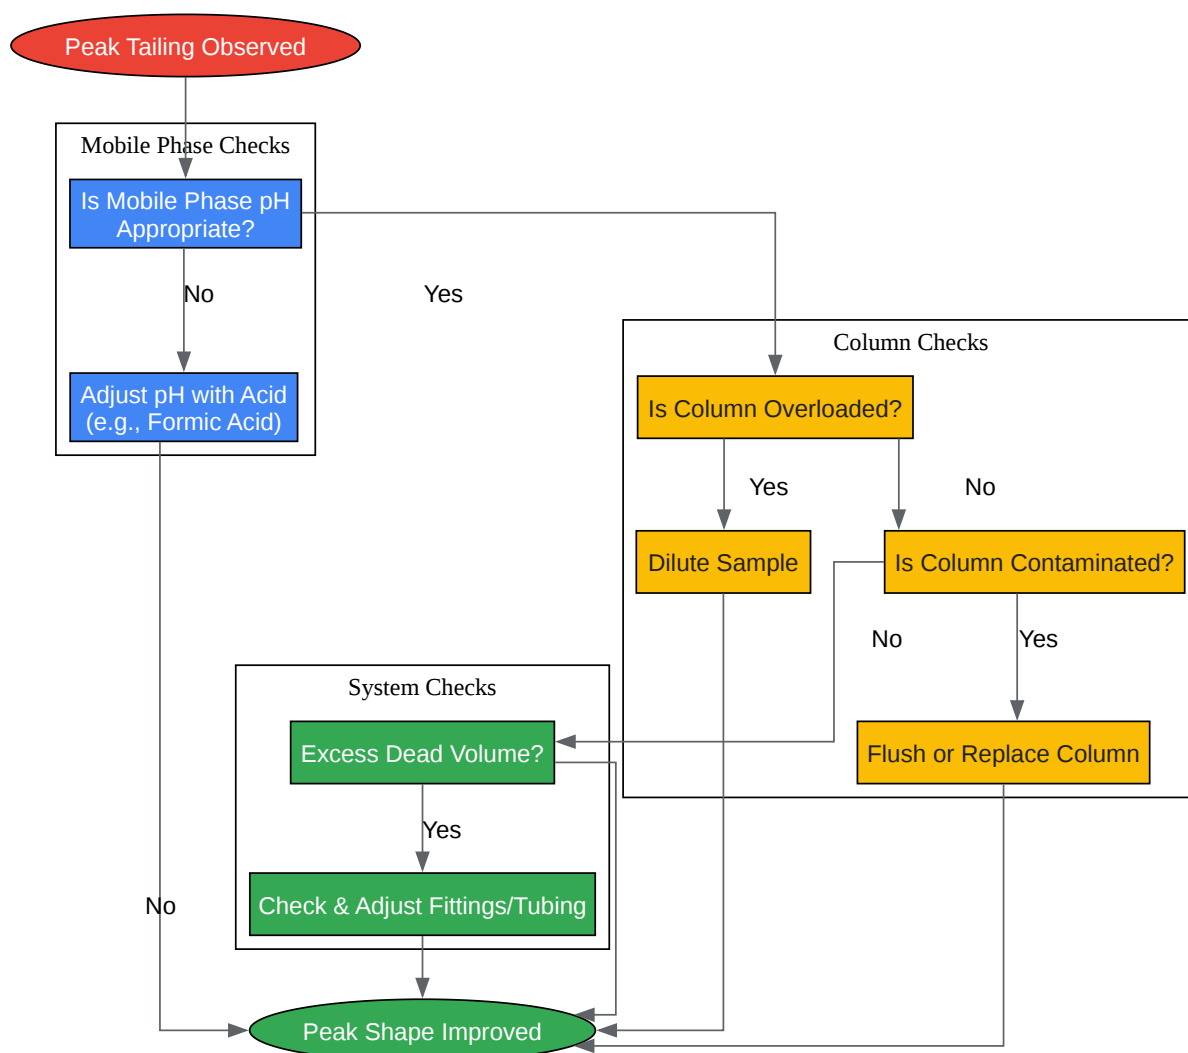 Peak Tailing Observed
Mobile Phase Checks
Is Mobile Phase pH
Appropriate?
No
Yes
Adjust pH with Acid
(e.g., Formic Acid)
Column Checks
Is Column Overloaded?
Yes
No
Dilute Sample
Is Column Contaminated?
No
Yes
System Checks
Excess Dead Volume?
Flush or Replace Column
Yes
Check & Adjust Fittings/Tubing
No
Peak Shape Improved